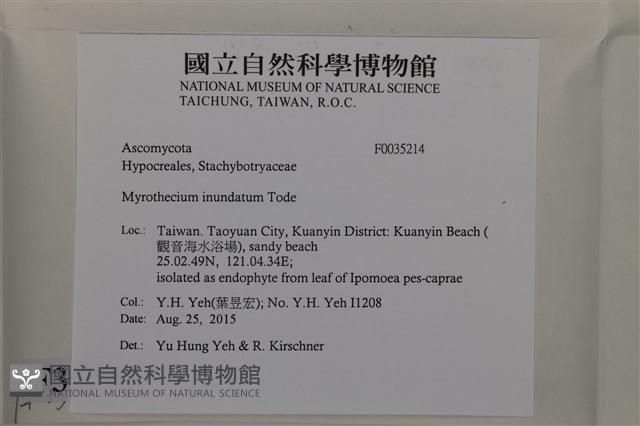 國立自然科學博物館
NATIONAL MUSEUM OF NATURAL SCIENCE
TAICHUNG, TAIWAN, R.O.C.
Ascomycota F0035214
Hypocreales, Stachybotryaceae
Myrothecium inundatum Tode
Loc.: Taiwan. Taoyuan City, Kuanyin District: Kuanyin Beach (
觀音海水浴場), sandy beach
25.02.49N, 121.04.34E;
isolated as endophyte from leaf of Ipomoea pes-caprae
Col.: Y.H. Yeh(葉昱宏); No. Y.H. Yeh I1208
Date: Aug. 25, 2015
Det.: Yu Hung Yeh & R. Kirschner
國立自然科學博物館
NATIONAL MUSEUM OF NATURAL SCIENCE